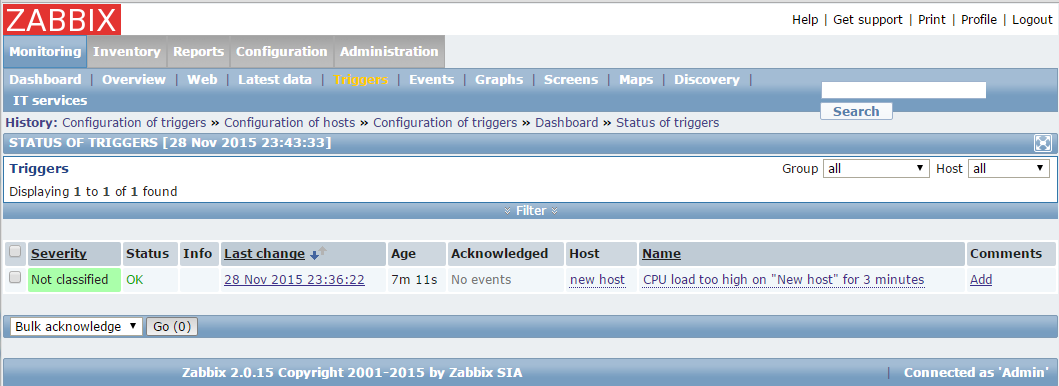 ZABBIX
Help | Get support | Print | Profile | Logout
Monitoring Inventory Reports Configuration Administration
Dashboard | Overview | Web | Latest data | Triggers | Events | Graphs | Screens | Maps | Discovery |
IT services
Search
History: Configuration of triggers » Configuration of hosts » Configuration of triggers » Dashboard » Status of triggers
STATUS OF TRIGGERS [28 Nov 2015 23:43:33]
Triggers Group all Host all
Displaying 1 to 1 of 1 found
Filter
Severity Status Info Last change Age Acknowledged Host Name Comments
Not classified OK 28 Nov 2015 23:36:22 7m 11s No events new host CPU load too high on "New host" for 3 minutes Add
Bulk acknowledge Go (0)
Zabbix 2.0.15 Copyright 2001-2015 by Zabbix SIA | Connected as 'Admin'